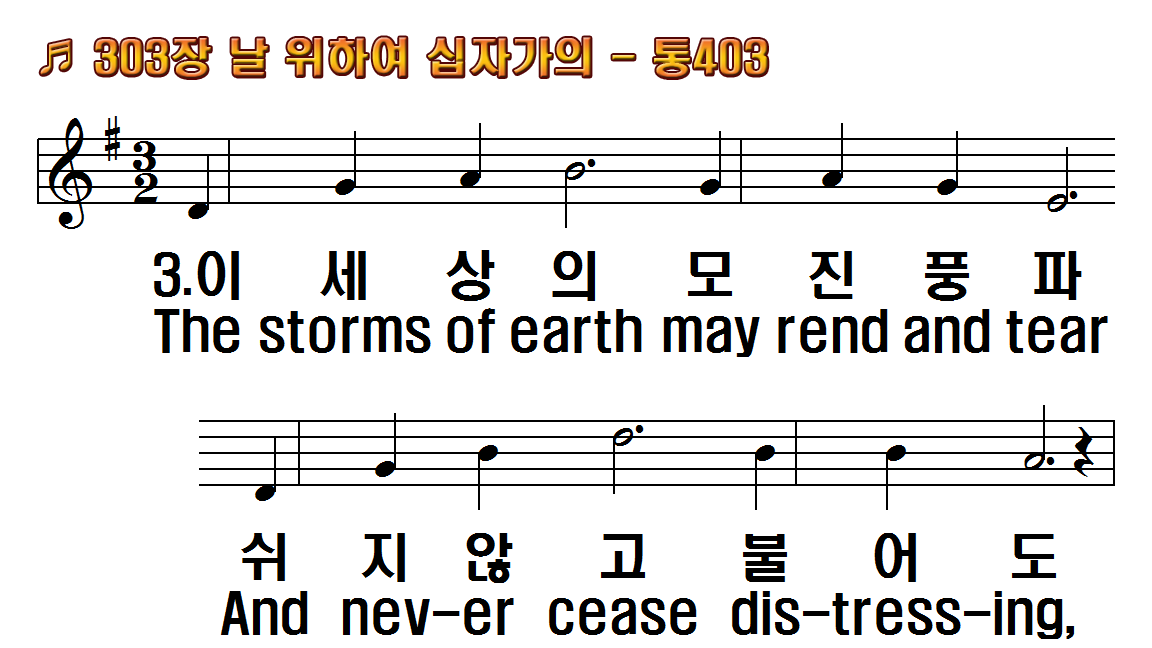 ♬ 303장 날 위하여 십자가의 - 통403
3
2
3.이 세 상 의 모 진 풍 파
The storms of earth may rend and tear
쉬 지 않 고 불 어 도
And nev-er cease dis-tress-ing,